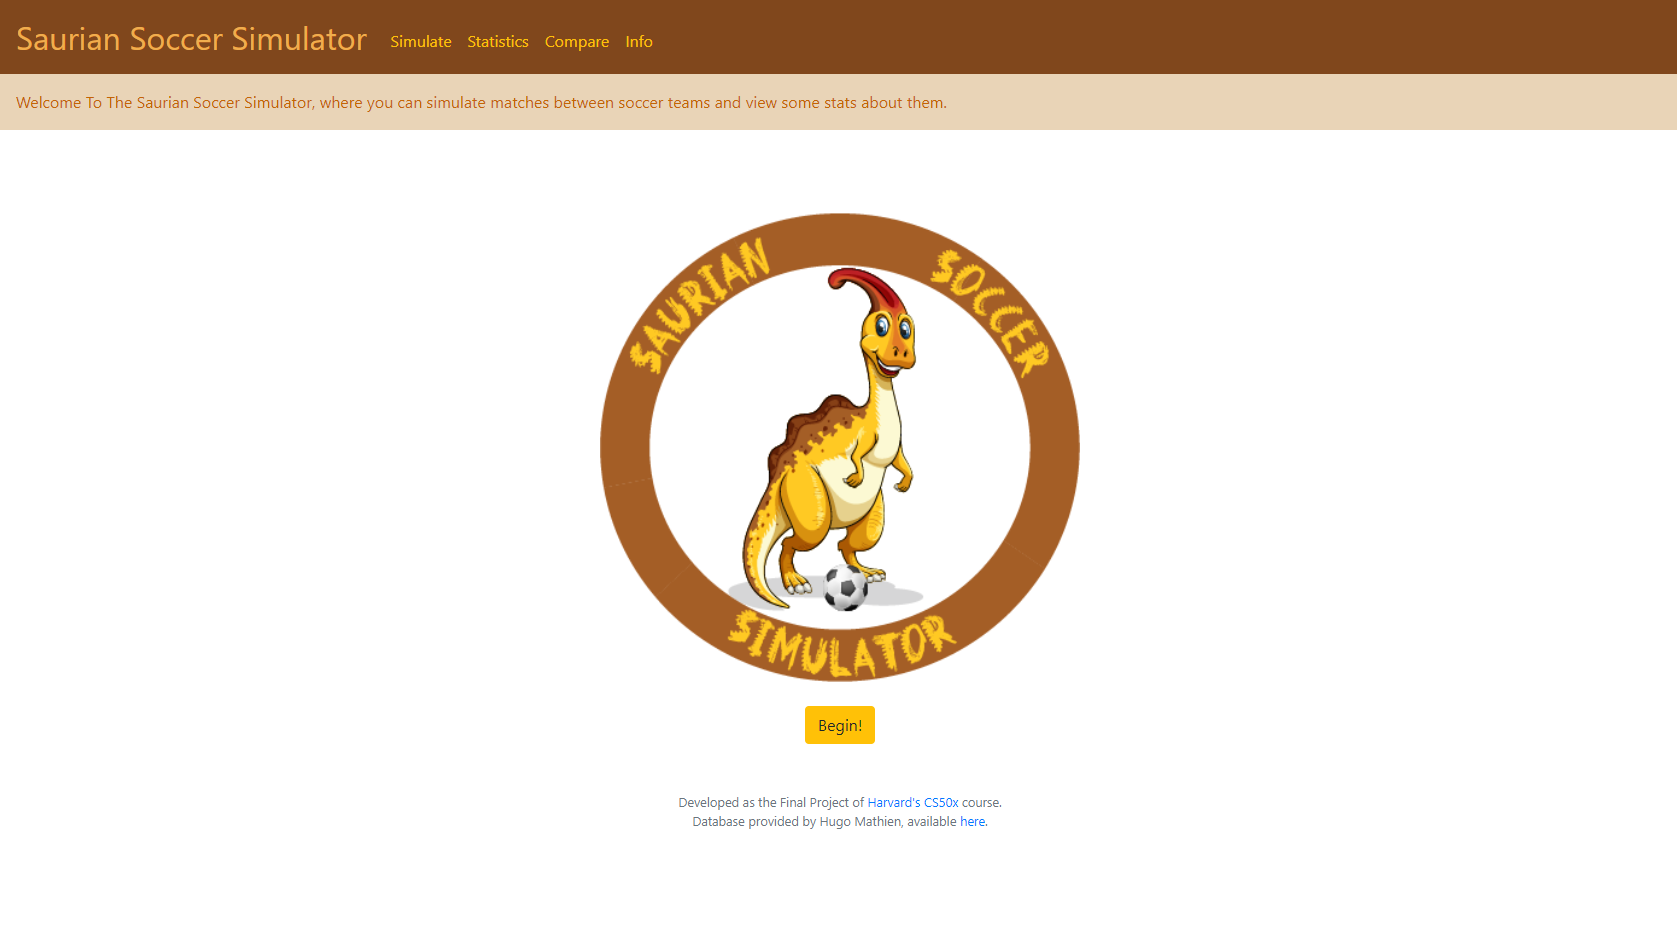 Saurian Soccer Simulator
Simulate Statistics Compare Info
Welcome To The Saurian Soccer Simulator, where you can simulate matches between soccer teams and view some stats about them.
SAURIAN SOCCER
SIMULATOR
Begin!
Developed as the Final Project of Harvard's CS50x course.
Database provided by Hugo Mathien, available here.